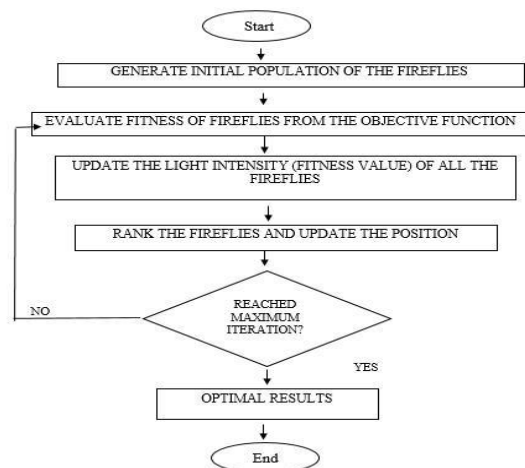 Start
GENERATE INITIAL POPULATION OF THE FIREFLIES
EVALUATE FITNESS OF FIREFLIES FROM THE OBJECTIVE FUNCTION
UPDATE THE LIGHT INTENSITY (FITNESS VALUE) OF ALL THE
FIREFLIES
RANK THE FIREFLIES AND UPDATE THE POSITION
REACHED
MAXIMUM
ITERATION?
NO
YES
OPTIMAL RESULTS
End